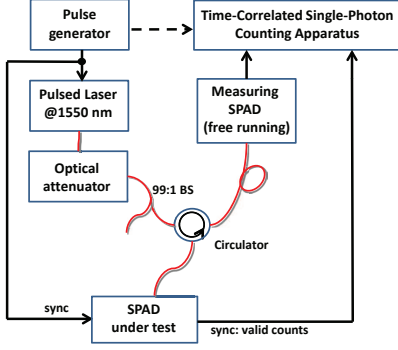 Pulse
generator
Time-Correlated Single-Photon
Counting Apparatus
Pulsed Laser
@1550 nm
Measuring
SPAD
(free running)
Optical
attenuator
99:1 BS
Circulator
sync
SPAD
under test
sync: valid counts